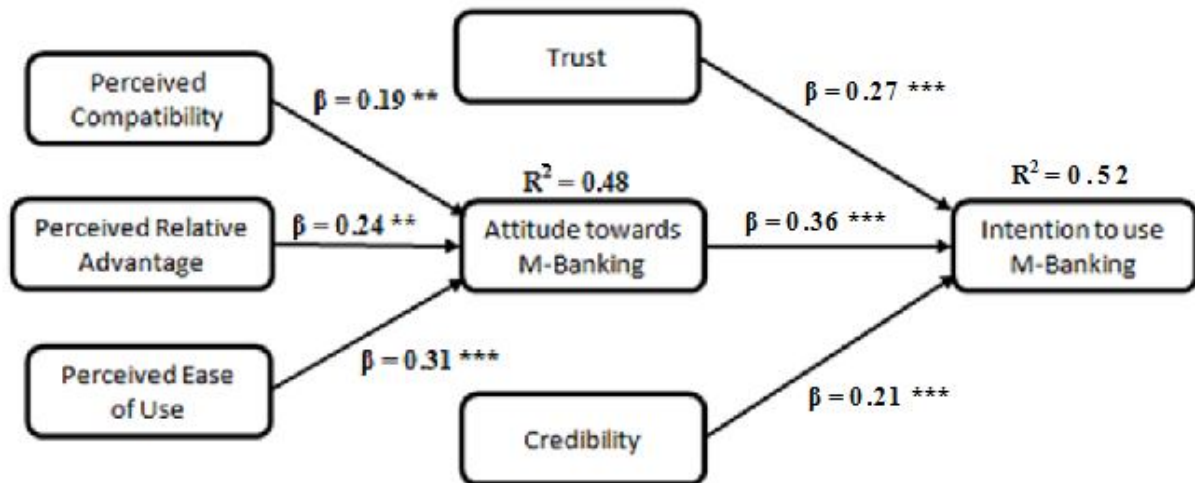 Perceived
Compatibility
β = 0.19 **
Trust
β = 0.27 ***
Perceived Relative
Advantage
β = 0.24 **
R² = 0.48
Attitude towards
M-Banking
β = 0.36 ***
R² = 0.52
Intention to use
M-Banking
Perceived Ease
of Use
β = 0.31 ***
Credibility
β = 0.21 ***